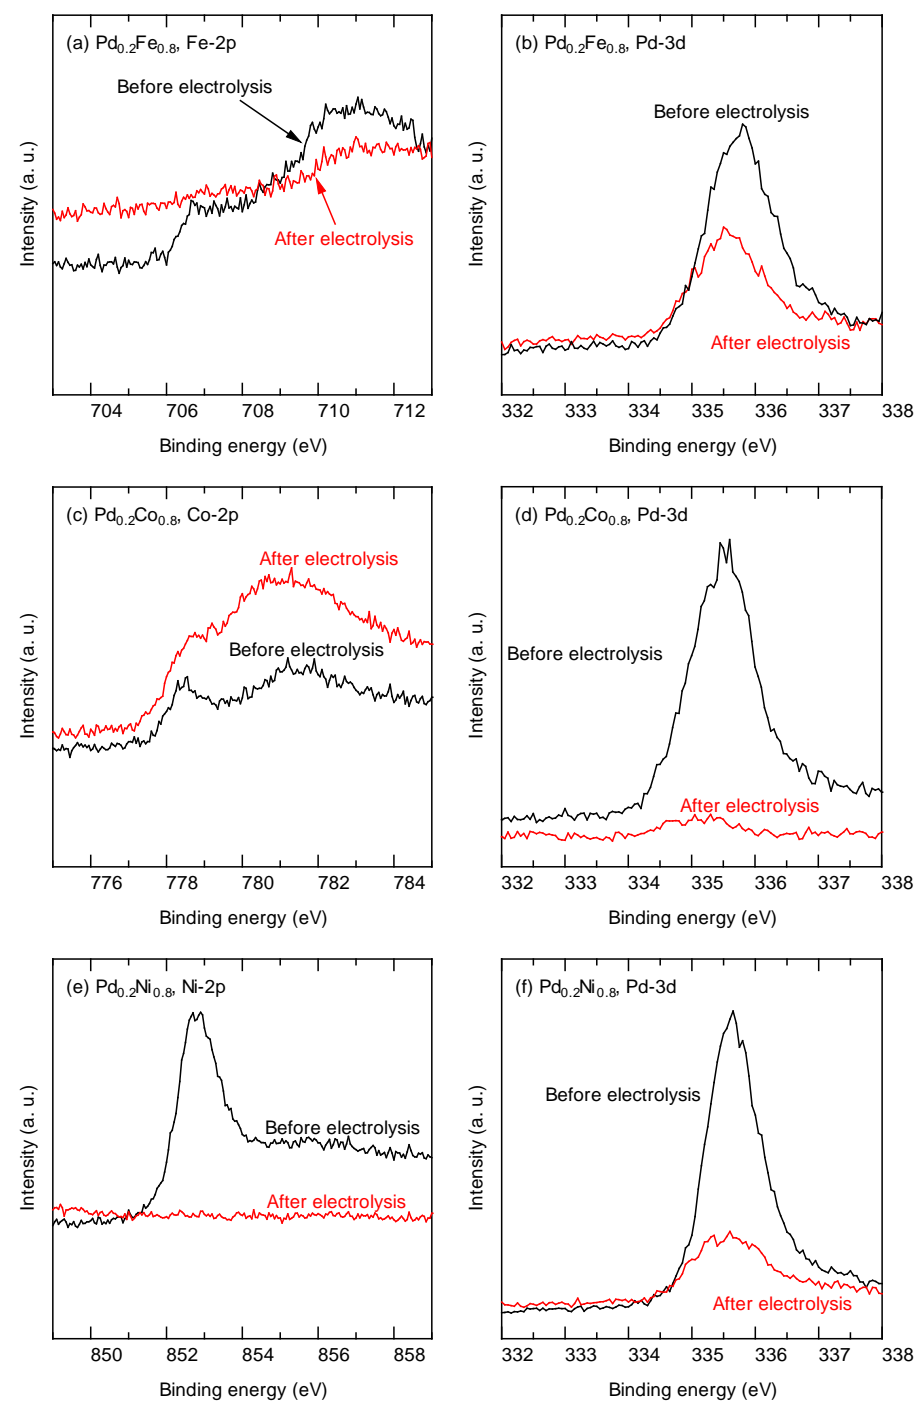 (a) Pd0.2Fe0.8, Fe-2p
Before electrolysis
After electrolysis
Intensity (a. u.)
704 706 708 710 712
Binding energy (eV)
(b) Pd0.2Fe0.8, Pd-3d
Before electrolysis
After electrolysis
Intensity (a. u.)
332 333 334 335 336 337 338
Binding energy (eV)
(c) Pd0.2Co0.8, Co-2p
After electrolysis
Before electrolysis
Intensity (a. u.)
776 778 780 782 784
Binding energy (eV)
(d) Pd0.2Co0.8, Pd-3d
Before electrolysis
After electrolysis
Intensity (a. u.)
332 333 334 335 336 337 338
Binding energy (eV)
(e) Pd0.2Ni0.8, Ni-2p
Before electrolysis
After electrolysis
Intensity (a. u.)
850 852 854 856 858
Binding energy (eV)
(f) Pd0.2Ni0.8, Pd-3d
Before electrolysis
After electrolysis
Intensity (a. u.)
332 333 334 335 336 337 338
Binding energy (eV)